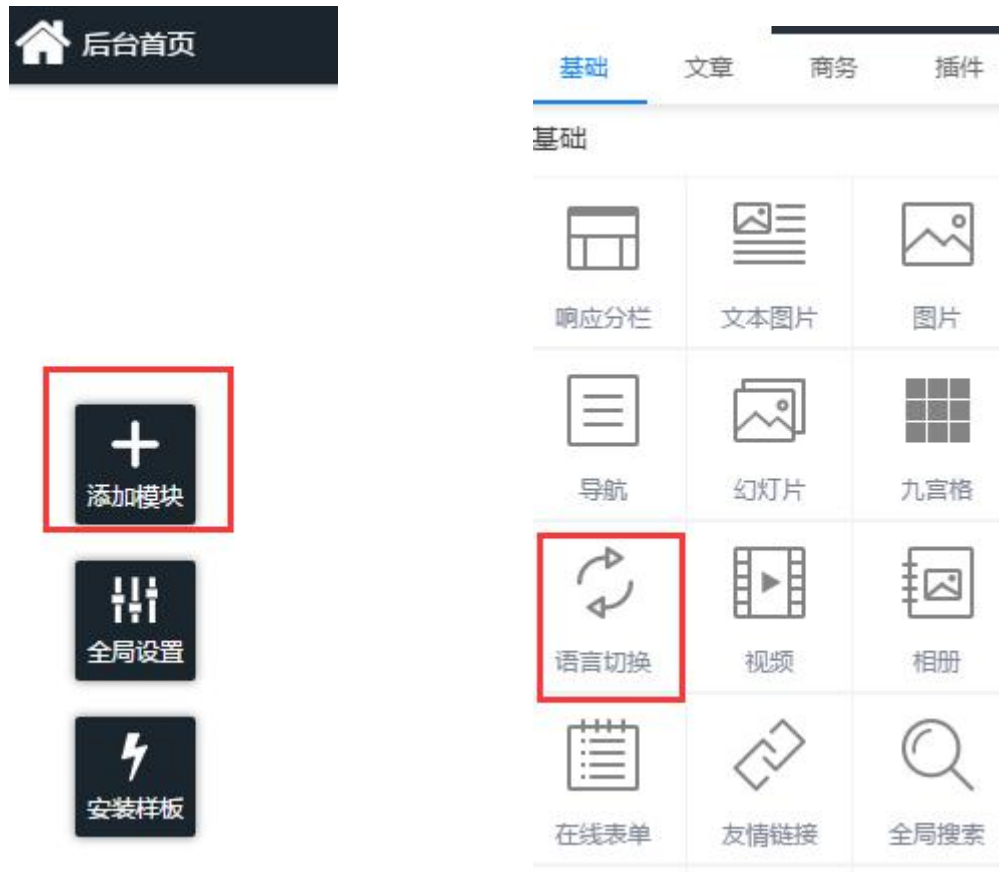 后台首页
添加模块
全局设置
安装样板
基础 文章 商务 插件
基础
响应分栏 文本图片 图片
导航 幻灯片 九宫格
语言切换 视频 相册
在线表单 友情链接 全局搜索